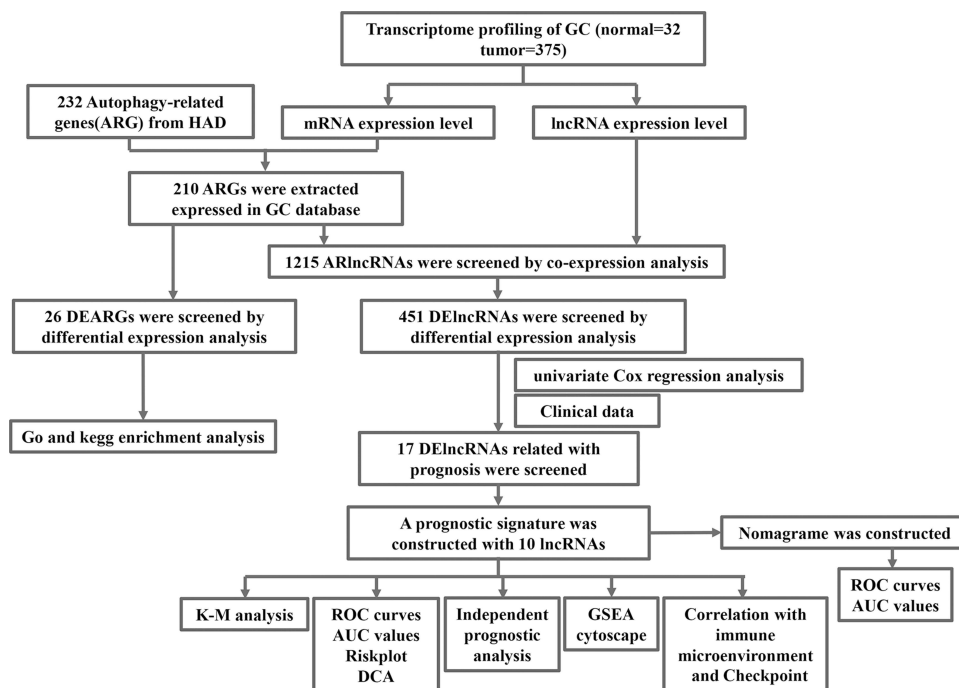 Transcriptome profiling of GC (normal=32
tumor=375)
232 Autophagy-related
genes(ARG) from HAD
mRNA expression level
lncRNA expression level
210 ARGs were extracted
expressed in GC database
1215 ARlncRNAs were screened by co-expression analysis
26 DEARGs were screened by
differential expression analysis
451 DElncRNAs were screened by
differential expression analysis
univariate Cox regression analysis
Clinical data
Go and kegg enrichment analysis
17 DElncRNAs related with
prognosis were screened
A prognostic signature was
constructed with 10 lncRNAs
Nomagrame was constructed
ROC curves
AUC values
K-M analysis
ROC curves
AUC values
Riskplot
DCA
Independent
prognostic
analysis
GSEA
cytoscape
Correlation with
immune
microenvironment
and Checkpoint